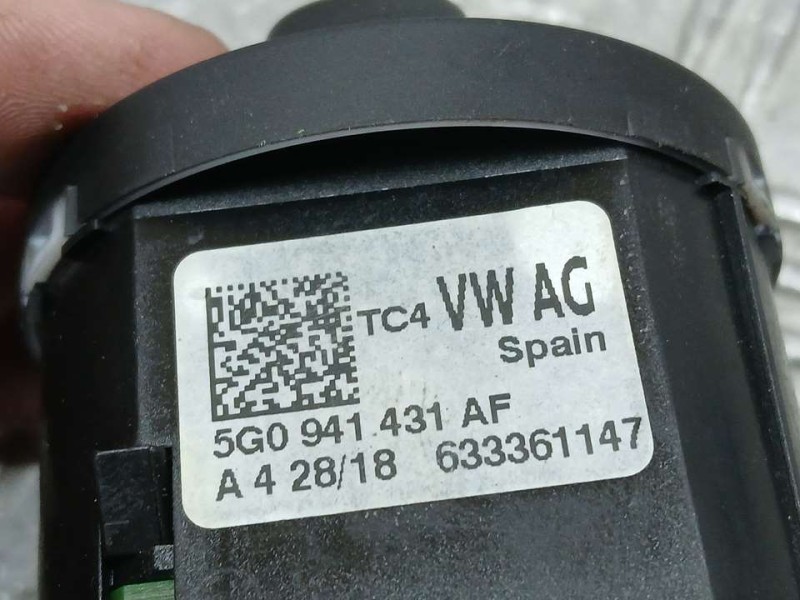 TC4 VW AG
Spain
5G0 941 431 AF
A 4 28/18 633361147